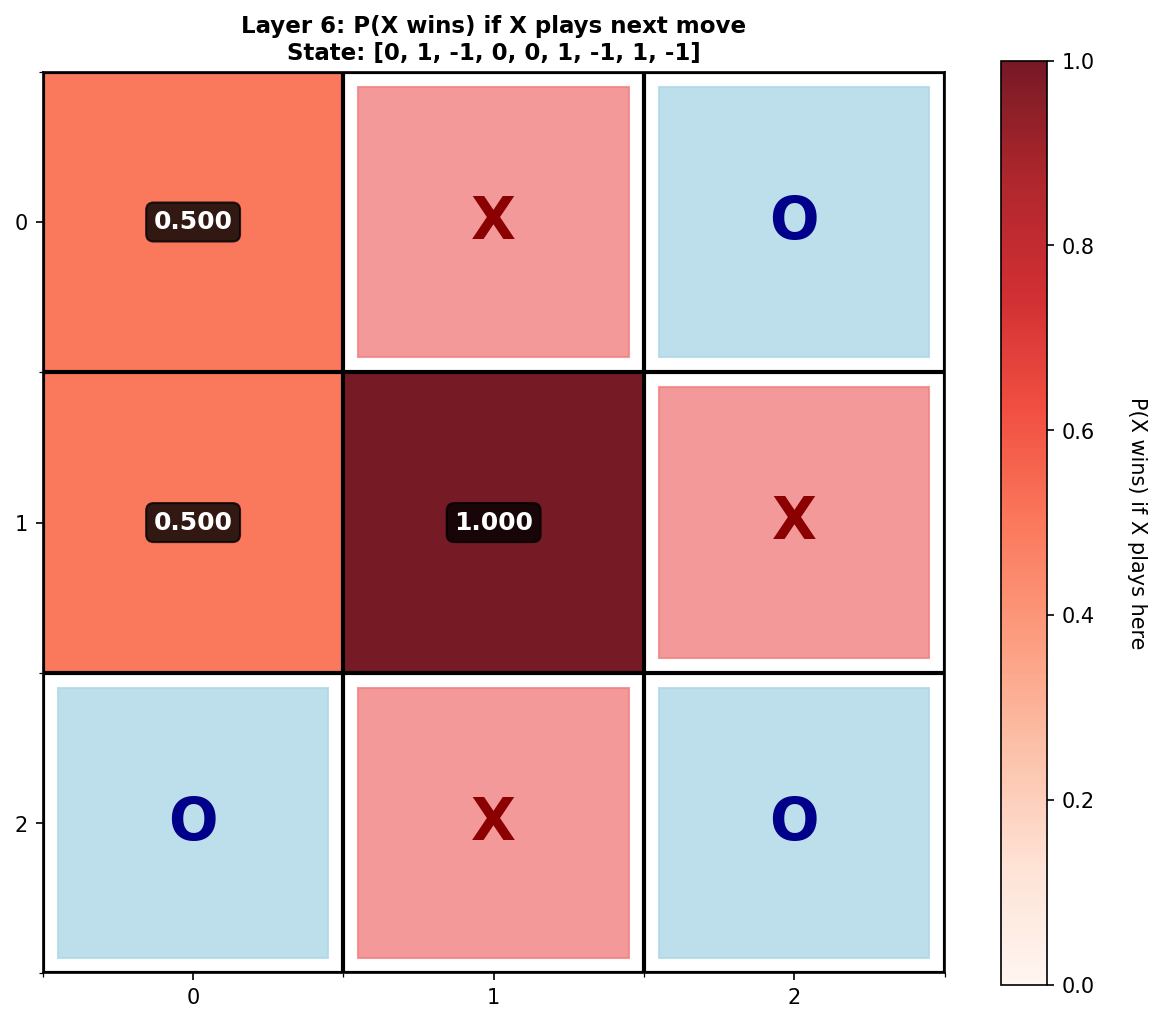 Layer 6: P(X wins) if X plays next move
State: [0, 1, -1, 0, 0, 1, -1, 1, -1]
0
0.500
X
O
1
0.500
1.000
X
2
O
X
O
0
1
2
1.0
0.8
0.6
0.4
0.2
0.0
P(X wins) if X plays here